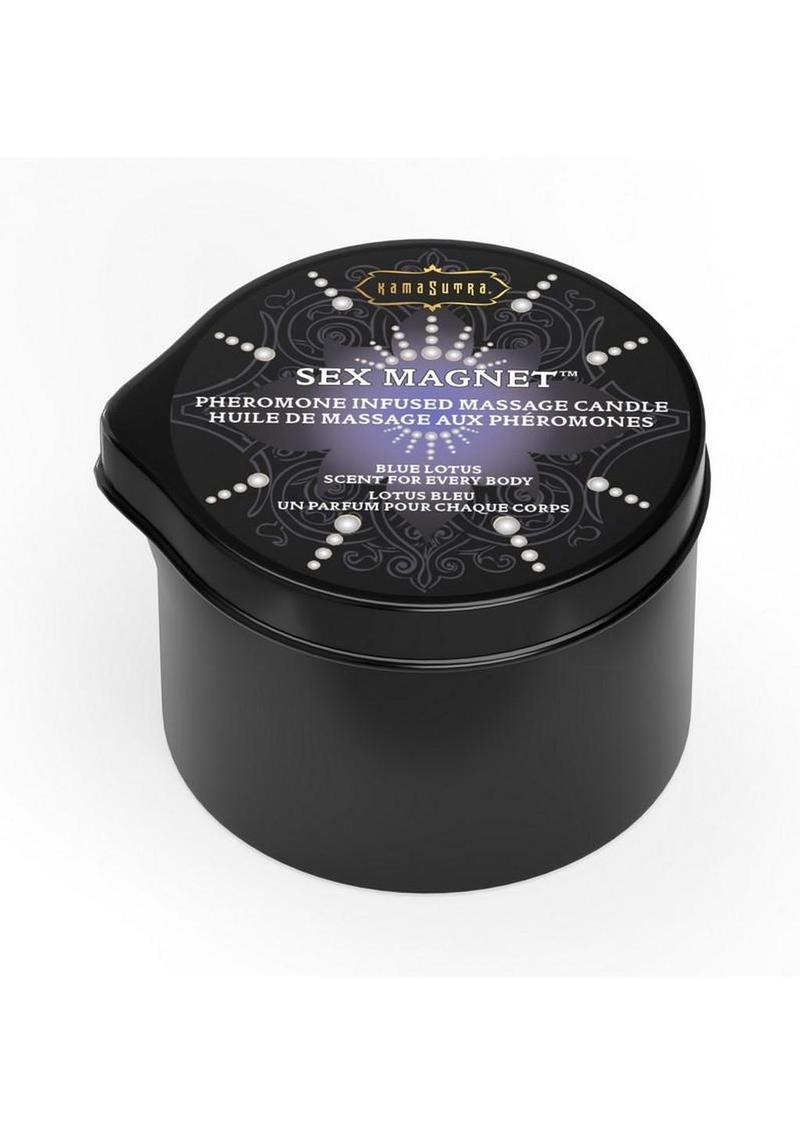 KAMASUTRA®
SEX MAGNET™
PHEROMONE INFUSED MASSAGE CANDLE
HUILE DE MASSAGE AUX PHÉROMONES
BLUE LOTUS
SCENT FOR EVERY BODY
LOTUS BLEU
UN PARFUM POUR CHAQUE CORPS